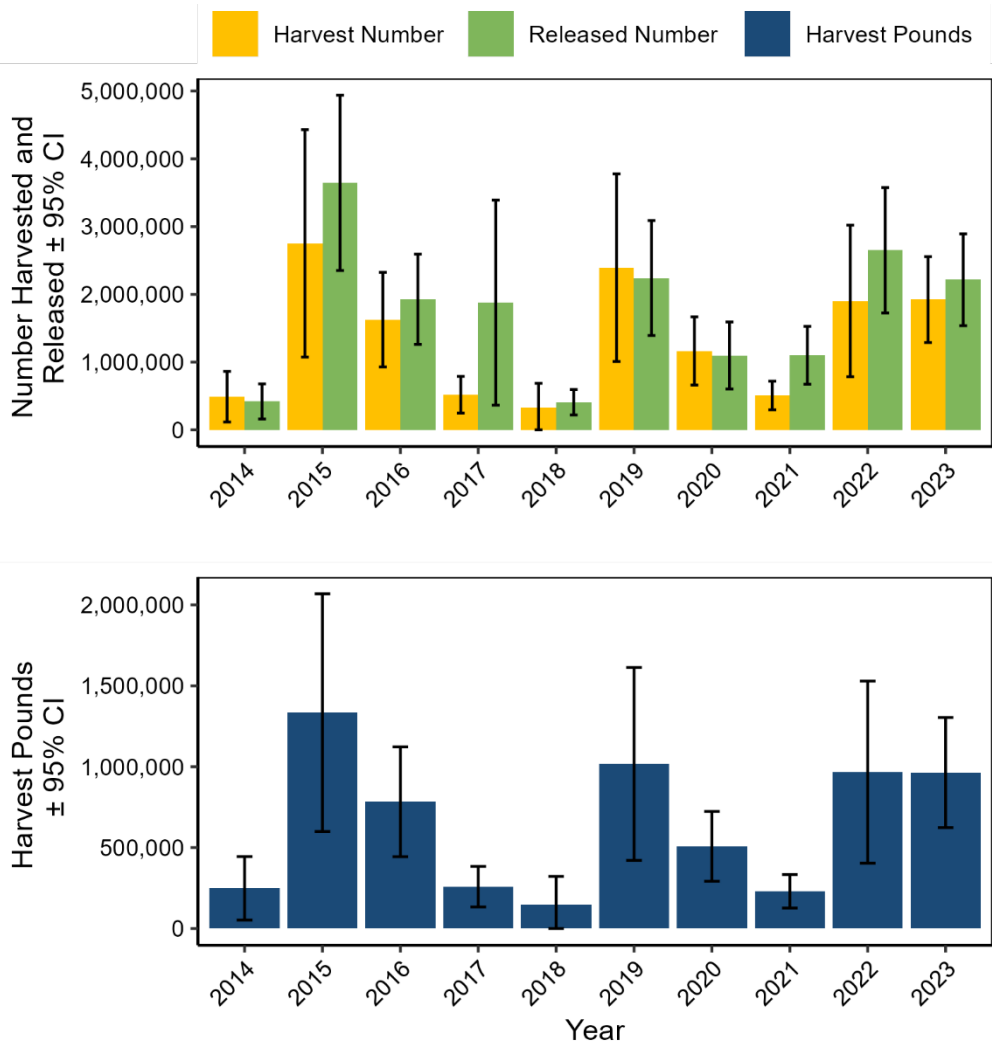 Harvest Number Released Number Harvest Pounds
Number Harvested and
Released ± 95% CI
5,000,000
4,000,000
3,000,000
2,000,000
1,000,000
0
2014 2015 2016 2017 2018 2019 2020 2021 2022 2023
Harvest Pounds
± 95% CI
2,000,000
1,500,000
1,000,000
500,000
0
2014 2015 2016 2017 2018 2019 2020 2021 2022 2023
Year